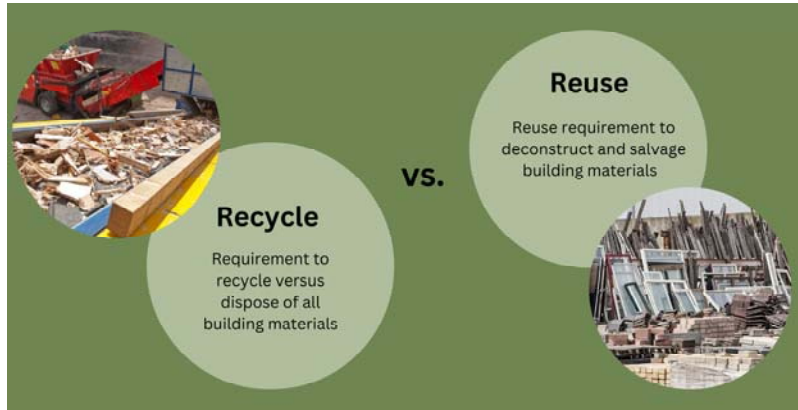 Recycle
Requirement to
recycle versus
dispose of all
building materials
vs.
Reuse
Reuse requirement to
deconstruct and salvage
building materials